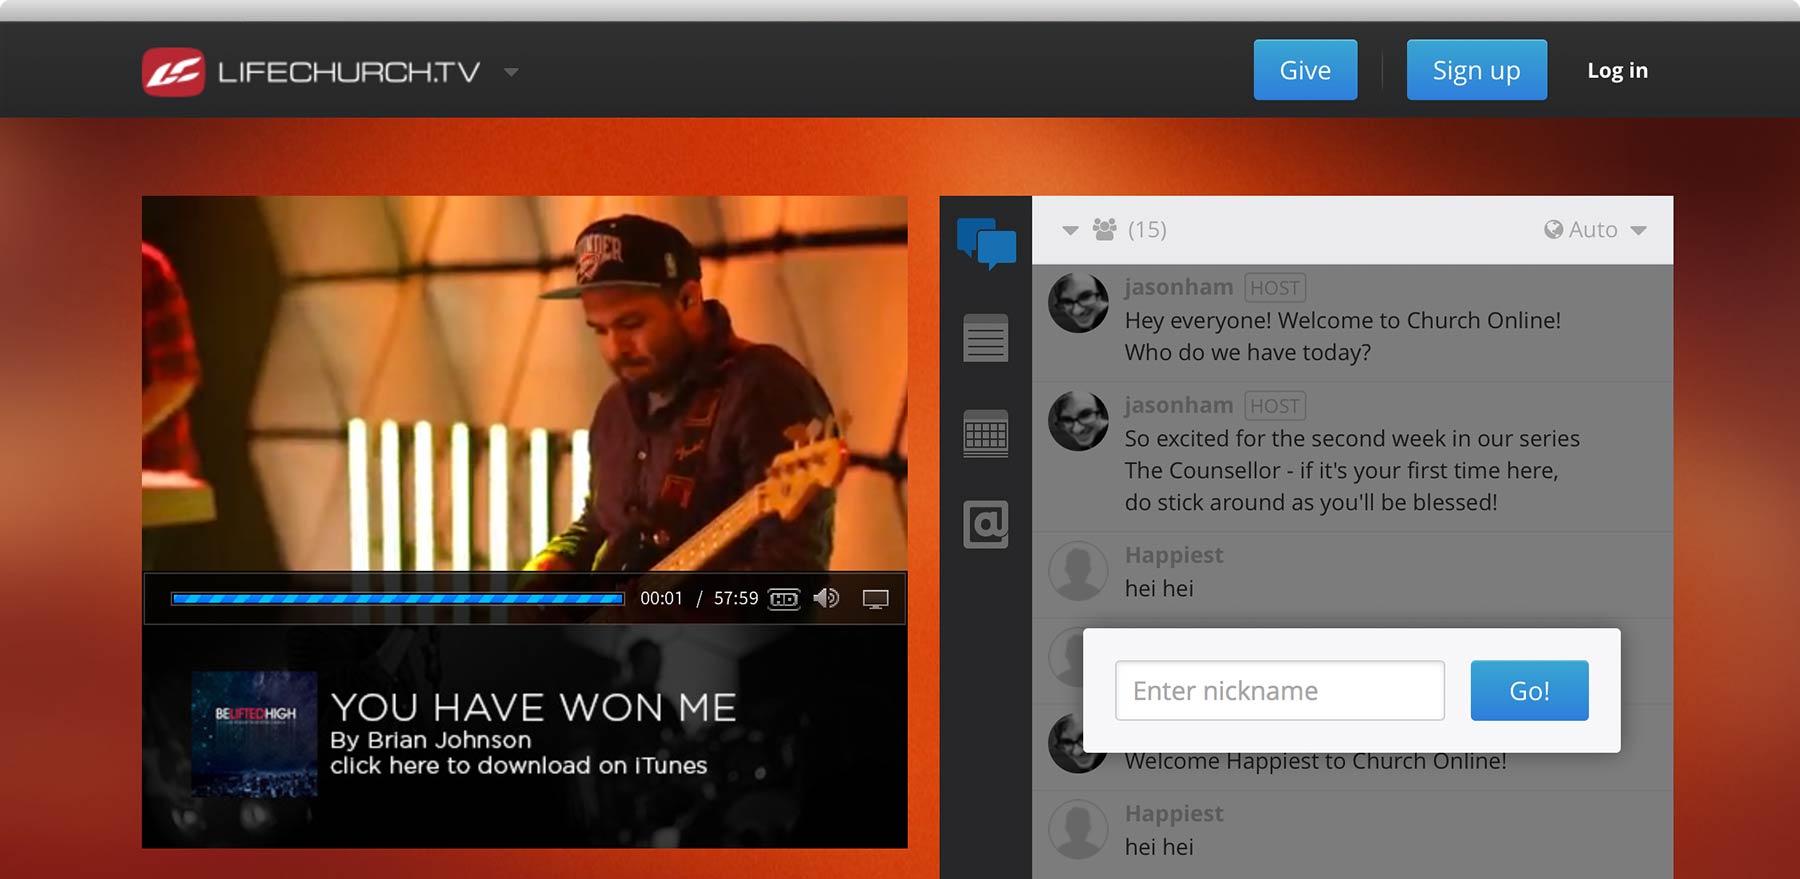 LIFECHURCH.TV
Give
Sign up
Log in
(15)
Auto
jasonham HOST
Hey everyone! Welcome to Church Online!
Who do we have today?
jasonham HOST
So excited for the second week in our series
The Counsellor - if it's your first time here,
do stick around as you'll be blessed!
Happiest
hei hei
Enter nickname
Go!
Welcome Happiest to Church Online!
Happiest
hei hei
00:01 / 57:59 HD
BELIFTEDHIGH
YOU HAVE WON ME
By Brian Johnson
click here to download on iTunes